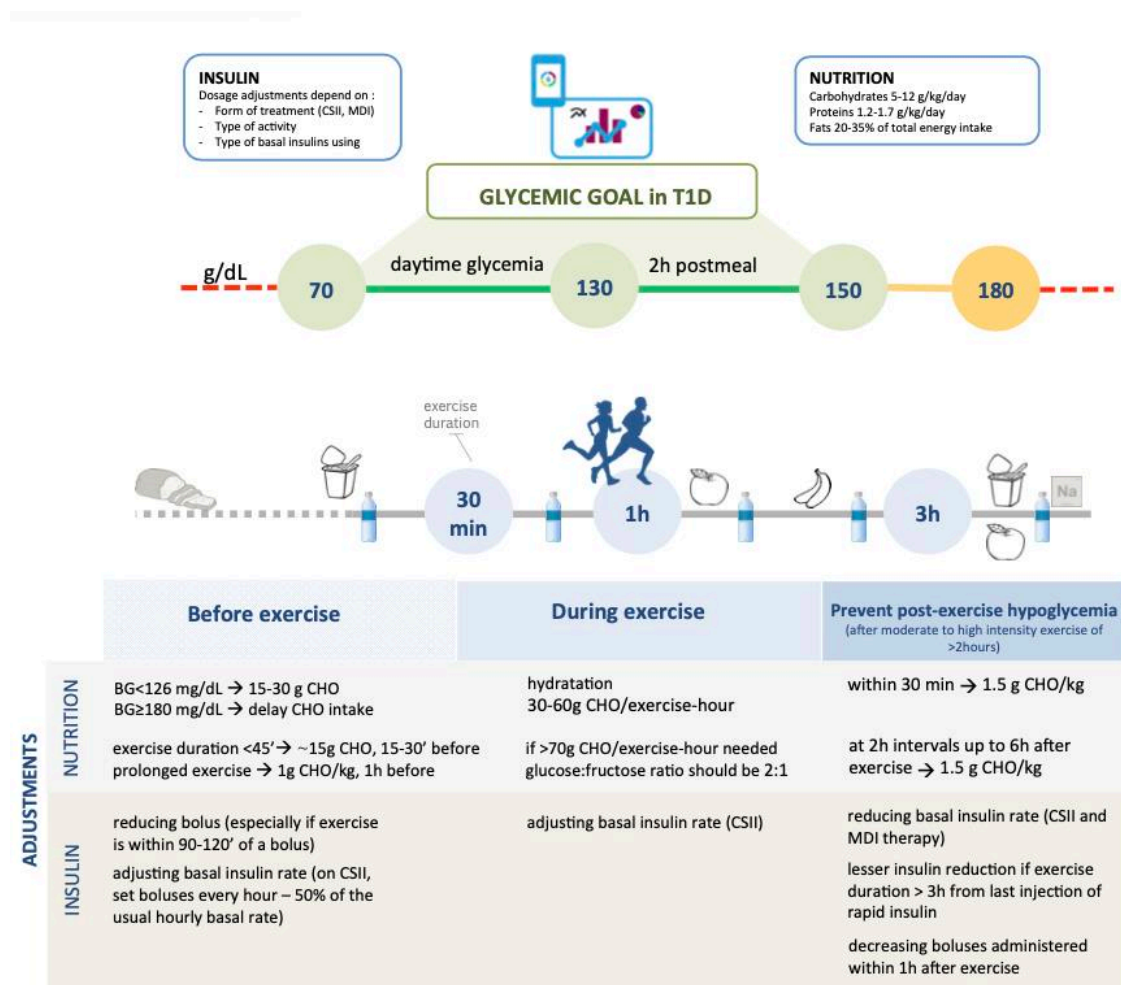 INSULIN
Dosage adjustments depend on :
- Form of treatment (CSII, MDI)
- Type of activity
- Type of basal insulins using
NUTRITION
Carbohydrates 5-12 g/kg/day
Proteins 1.2-1.7 g/kg/day
Fats 20-35% of total energy intake
GLYCEMIC GOAL in T1D
g/dL
70
daytime glycemia
130
2h postmeal
150
180
exercise
duration
30
min
1h
3h
Na
Before exercise
During exercise
Prevent post-exercise hypoglycemia
(after moderate to high intensity exercise of
>2hours)
ADJUSTMENTS
NUTRITION
BG<126 mg/dL → 15-30 g CHO
BG≥180 mg/dL → delay CHO intake
exercise duration <45’→ ~15g CHO, 15-30’ before
prolonged exercise → 1g CHO/kg, 1h before
hydratation
30-60g CHO/exercise-hour
if >70g CHO/exercise-hour needed
glucose:fructose ratio should be 2:1
within 30 min → 1.5 g CHO/kg
at 2h intervals up to 6h after
exercise → 1.5 g CHO/kg
INSULIN
reducing bolus (especially if exercise
is within 90-120’ of a bolus)
adjusting basal insulin rate (on CSII,
set boluses every hour – 50% of the
usual hourly basal rate)
adjusting basal insulin rate (CSII)
reducing basal insulin rate (CSII and
MDI therapy)
lesser insulin reduction if exercise
duration > 3h from last injection of
rapid insulin
decreasing boluses administered
within 1h after exercise